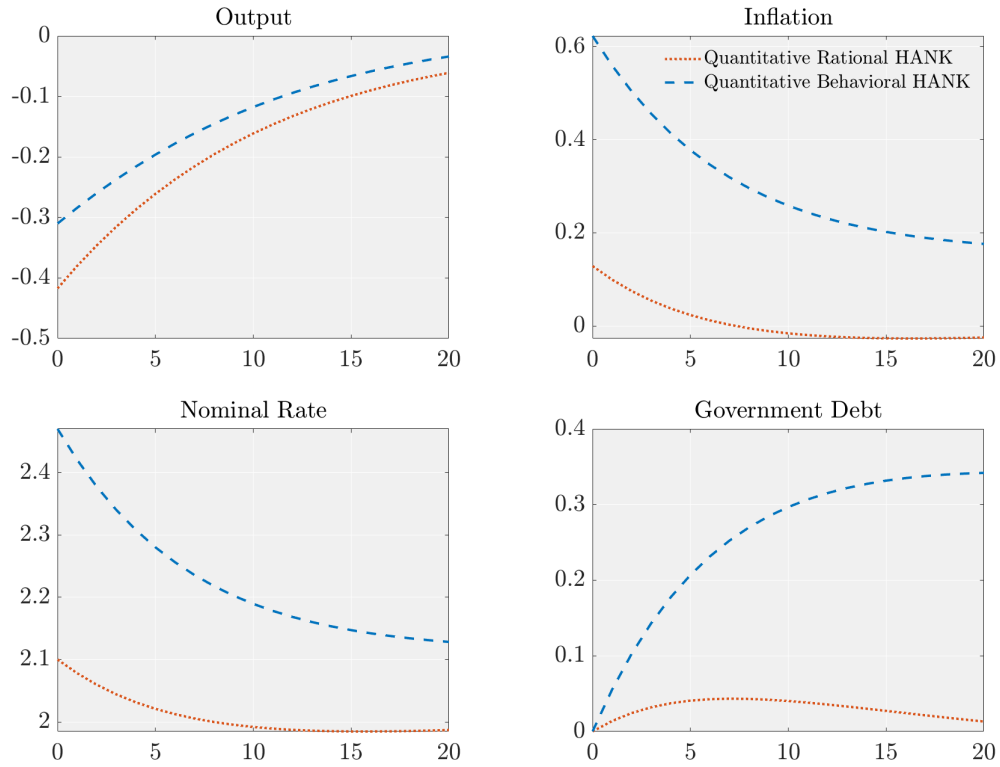 Output
0
-0.1
-0.2
-0.3
-0.4
-0.5
0 5 10 15 20
Inflation
Quantitative Rational HANK
Quantitative Behavioral HANK
0.6
0.4
0.2
0
0 5 10 15 20
Nominal Rate
2.4
2.3
2.2
2.1
2
0 5 10 15 20
Government Debt
0.4
0.3
0.2
0.1
0
0 5 10 15 20